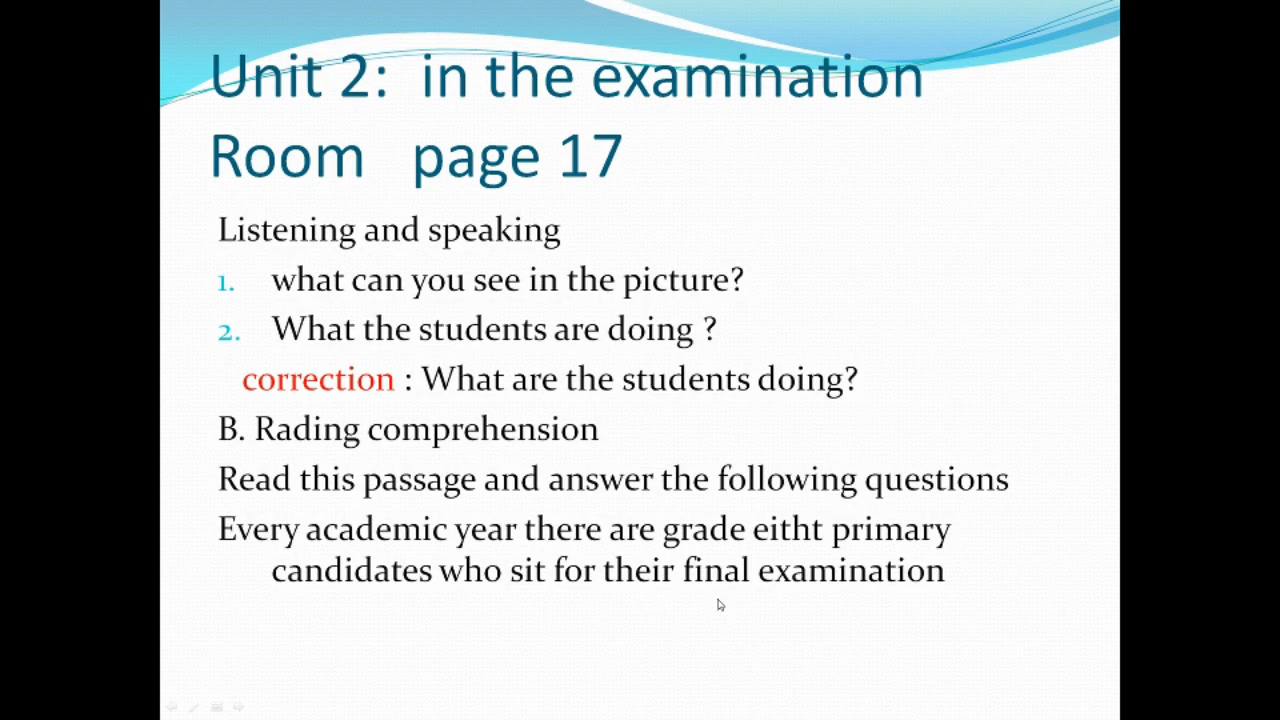 Unit 2: in the examination
Room page 17
Listening and speaking
1. what can you see in the picture?
2. What the students are doing ?
correction : What are the students doing?
B. Rading comprehension
Read this passage and answer the following questions
Every academic year there are grade eitht primary
candidates who sit for their final examination